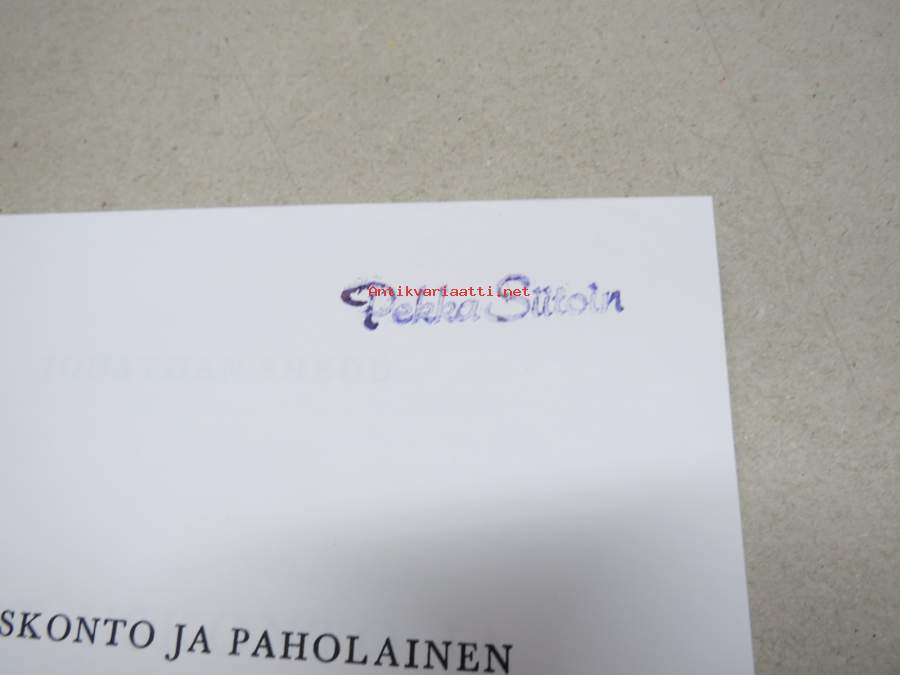 Pekka Siitoin
Antikvariaatti.net
SKONTO JA PAHOLAINEN